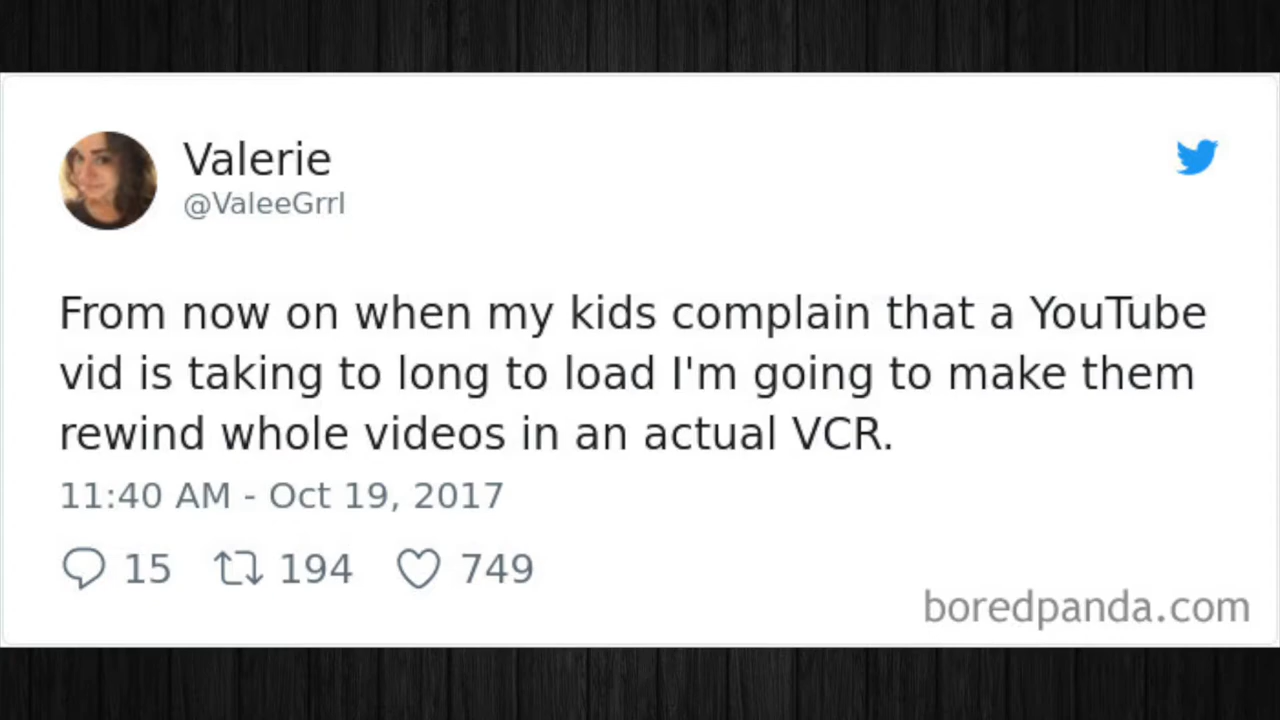 Valerie
@ValeeGrrl
From now on when my kids complain that a YouTube
vid is taking to long to load I'm going to make them
rewind whole videos in an actual VCR.
11:40 AM - Oct 19, 2017
15 194 749
boredpanda.com